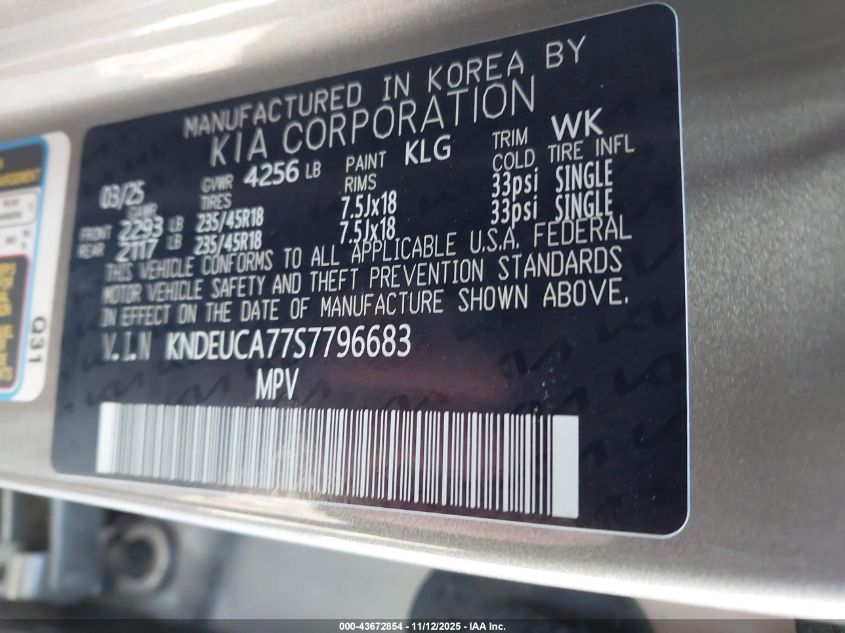 MANUFACTURED IN KOREA BY
KIA CORPORATION
03/25 GVWR 4256 LB PAINT KLG TRIM WK
GAWR TIRES RIMS COLD TIRE INFL
FRONT 2293 LB 235/45R18 7.5Jx18 33psi SINGLE
REAR 2117 LB 235/45R18 7.5Jx18 33psi SINGLE
THIS VEHICLE CONFORMS TO ALL APPLICABLE U.S.A. FEDERAL
MOTOR VEHICLE SAFETY AND THEFT PREVENTION STANDARDS
IN EFFECT ON THE DATE OF MANUFACTURE SHOWN ABOVE.
V.I.N KNDEUCA77S7796683
MPV
Q31
000-43672854 | 11/12/2025 | IAA Inc.